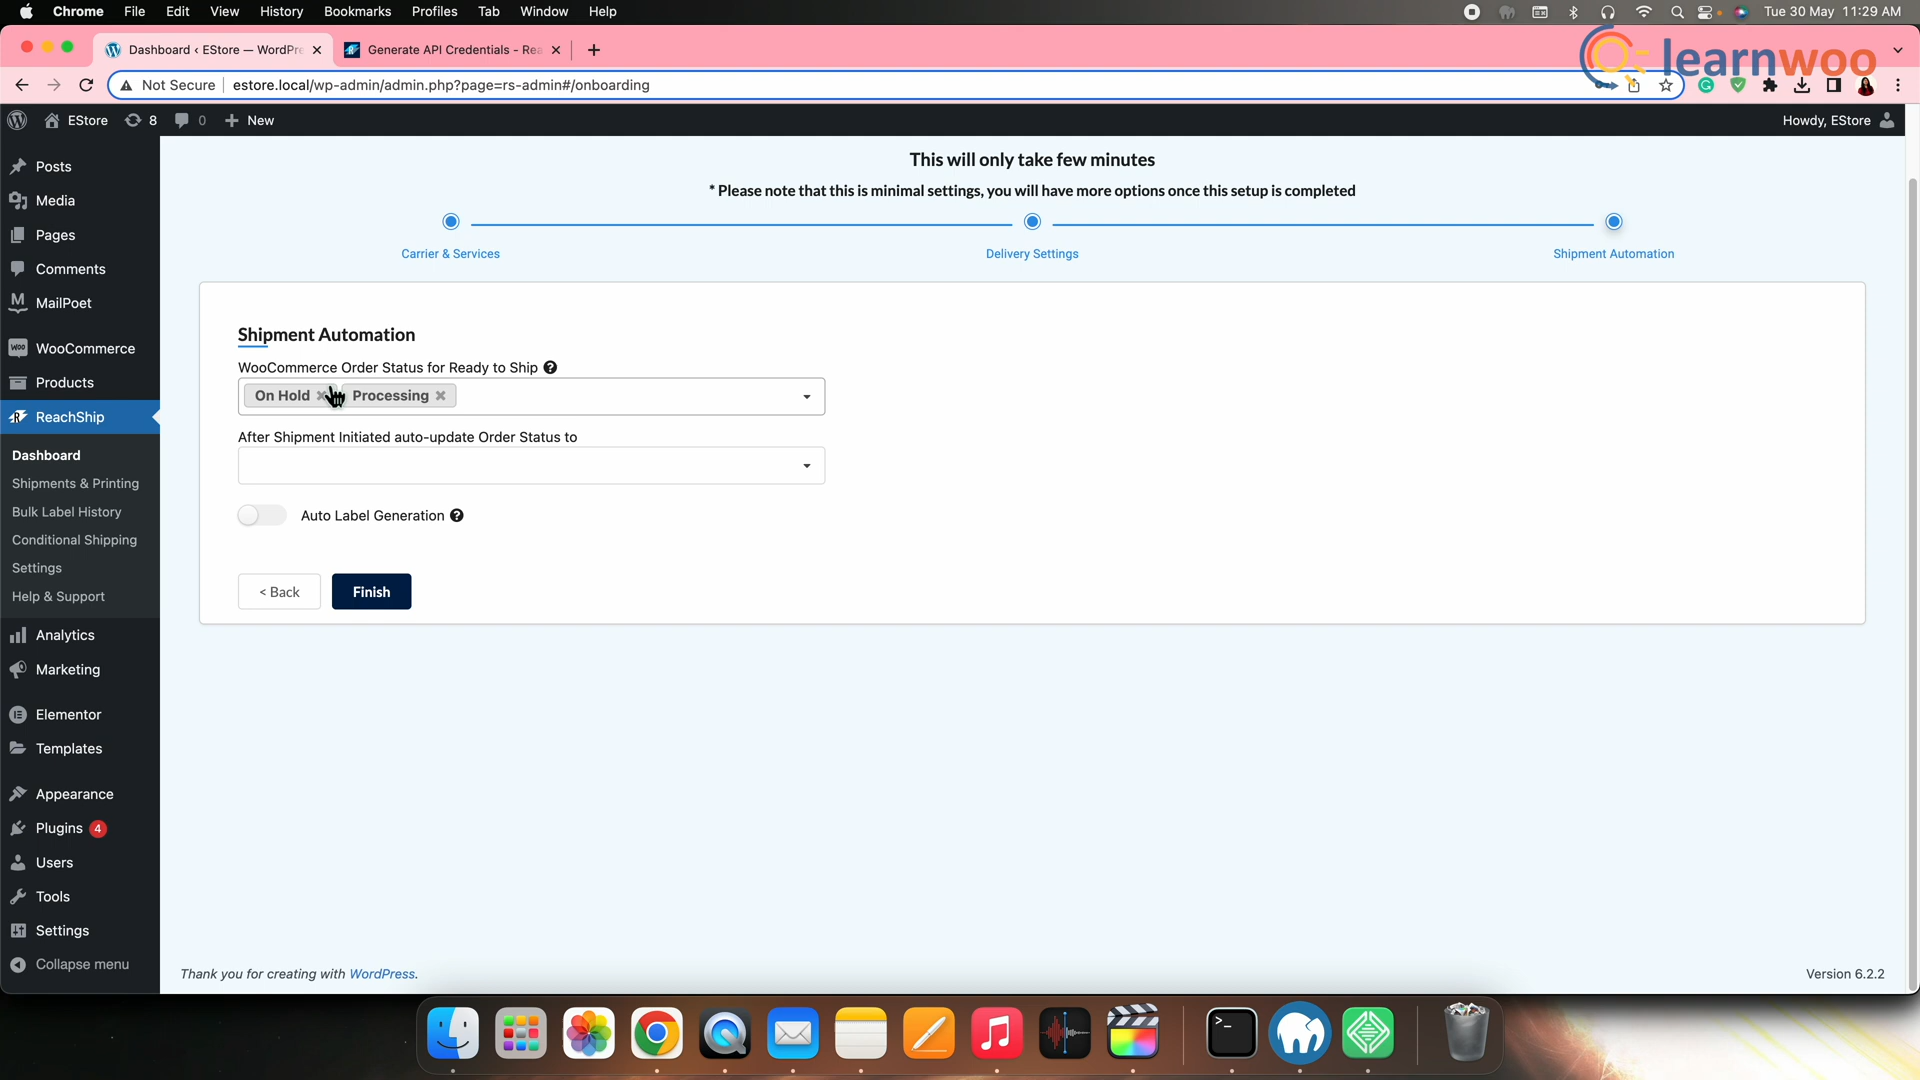 Chrome File Edit View History Bookmarks Profiles Tab Window Help Tue 30 May 11:29 AM
Dashboard ‹ EStore — WordPre Generate API Credentials - Rea
learnwoo
Not Secure estore.local/wp-admin/admin.php?page=rs-admin#/onboarding
EStore 8 0 New Howdy, EStore
Posts
Media
Pages
Comments
MailPoet
WooCommerce
Products
ReachShip
Dashboard
Shipments & Printing
Bulk Label History
Conditional Shipping
Settings
Help & Support
Analytics
Marketing
Elementor
Templates
Appearance
Plugins 4
Users
Tools
Settings
Collapse menu
This will only take few minutes
* Please note that this is minimal settings, you will have more options once this setup is completed
Carrier & Services Delivery Settings Shipment Automation
Shipment Automation
WooCommerce Order Status for Ready to Ship ?
On Hold × Processing ×
After Shipment Initiated auto-update Order Status to
Auto Label Generation ?
< Back Finish
Thank you for creating with WordPress. Version 6.2.2